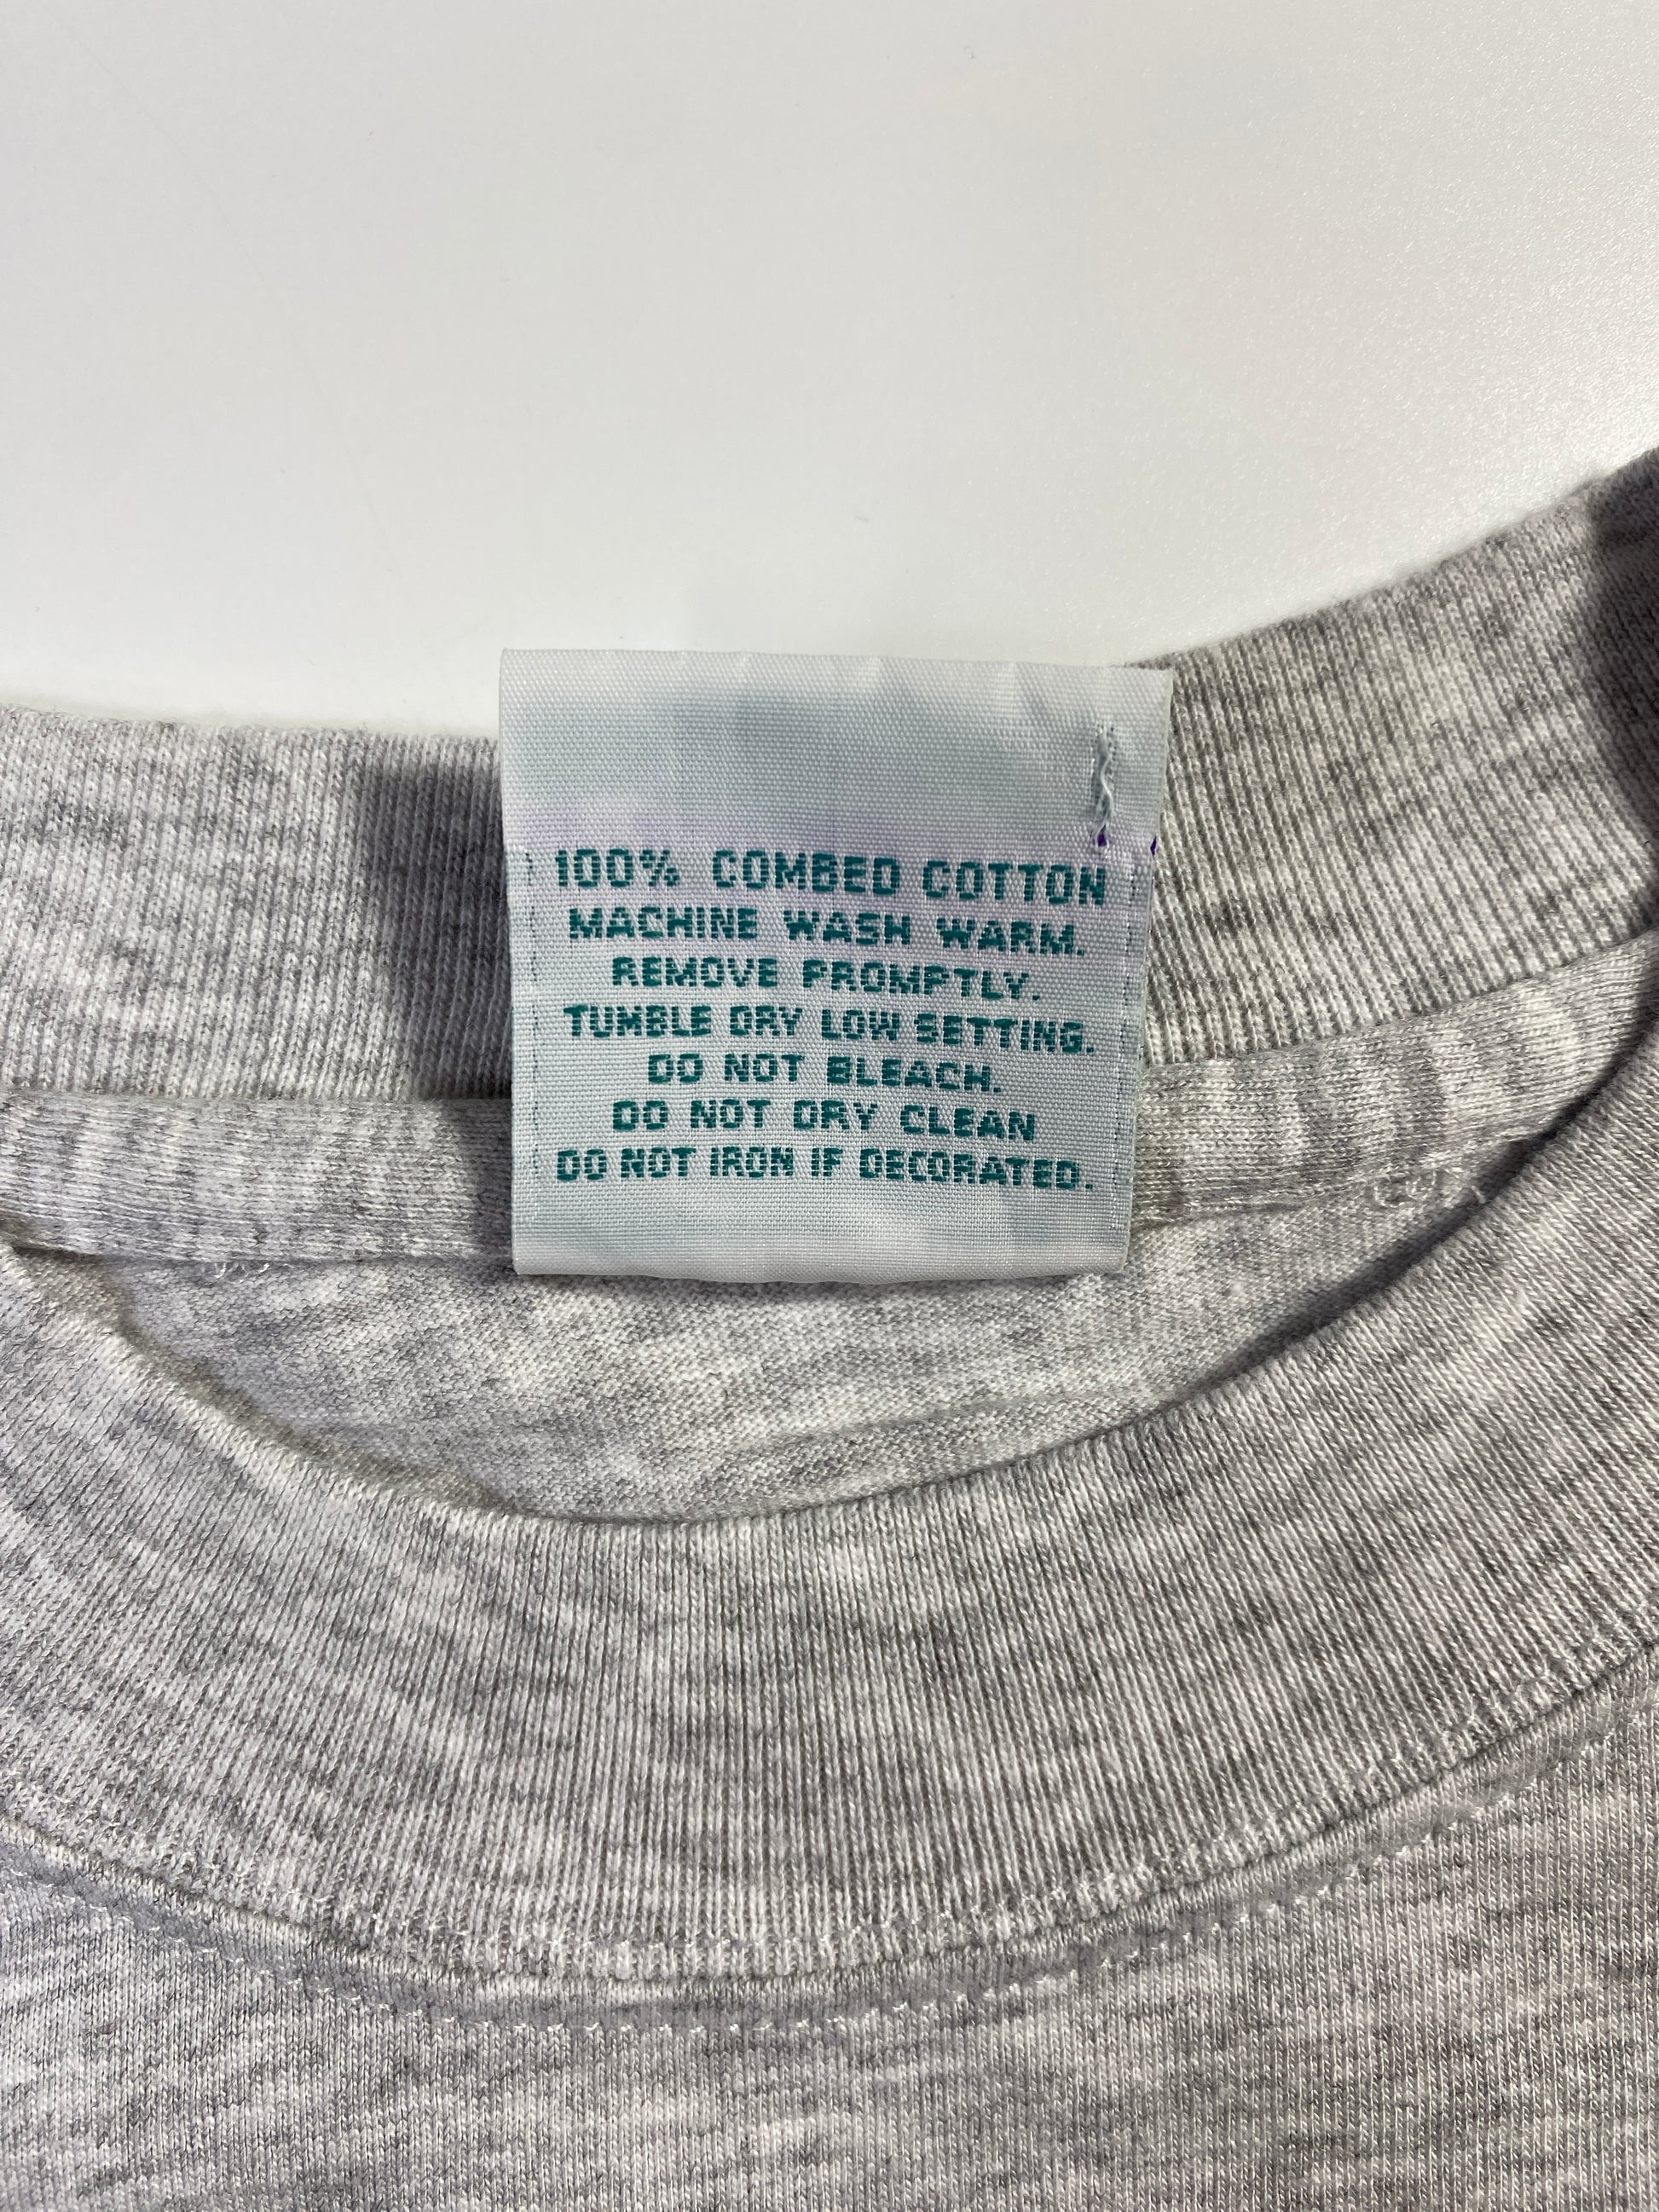 100% COMBED COTTON
MACHINE WASH WARM.
REMOVE PROMPTLY.
TUMBLE DRY LOW SETTING.
DO NOT BLEACH.
DO NOT DRY CLEAN
DO NOT IRON IF DECORATED.